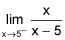 lim x→5⁻ x/(x − 5)